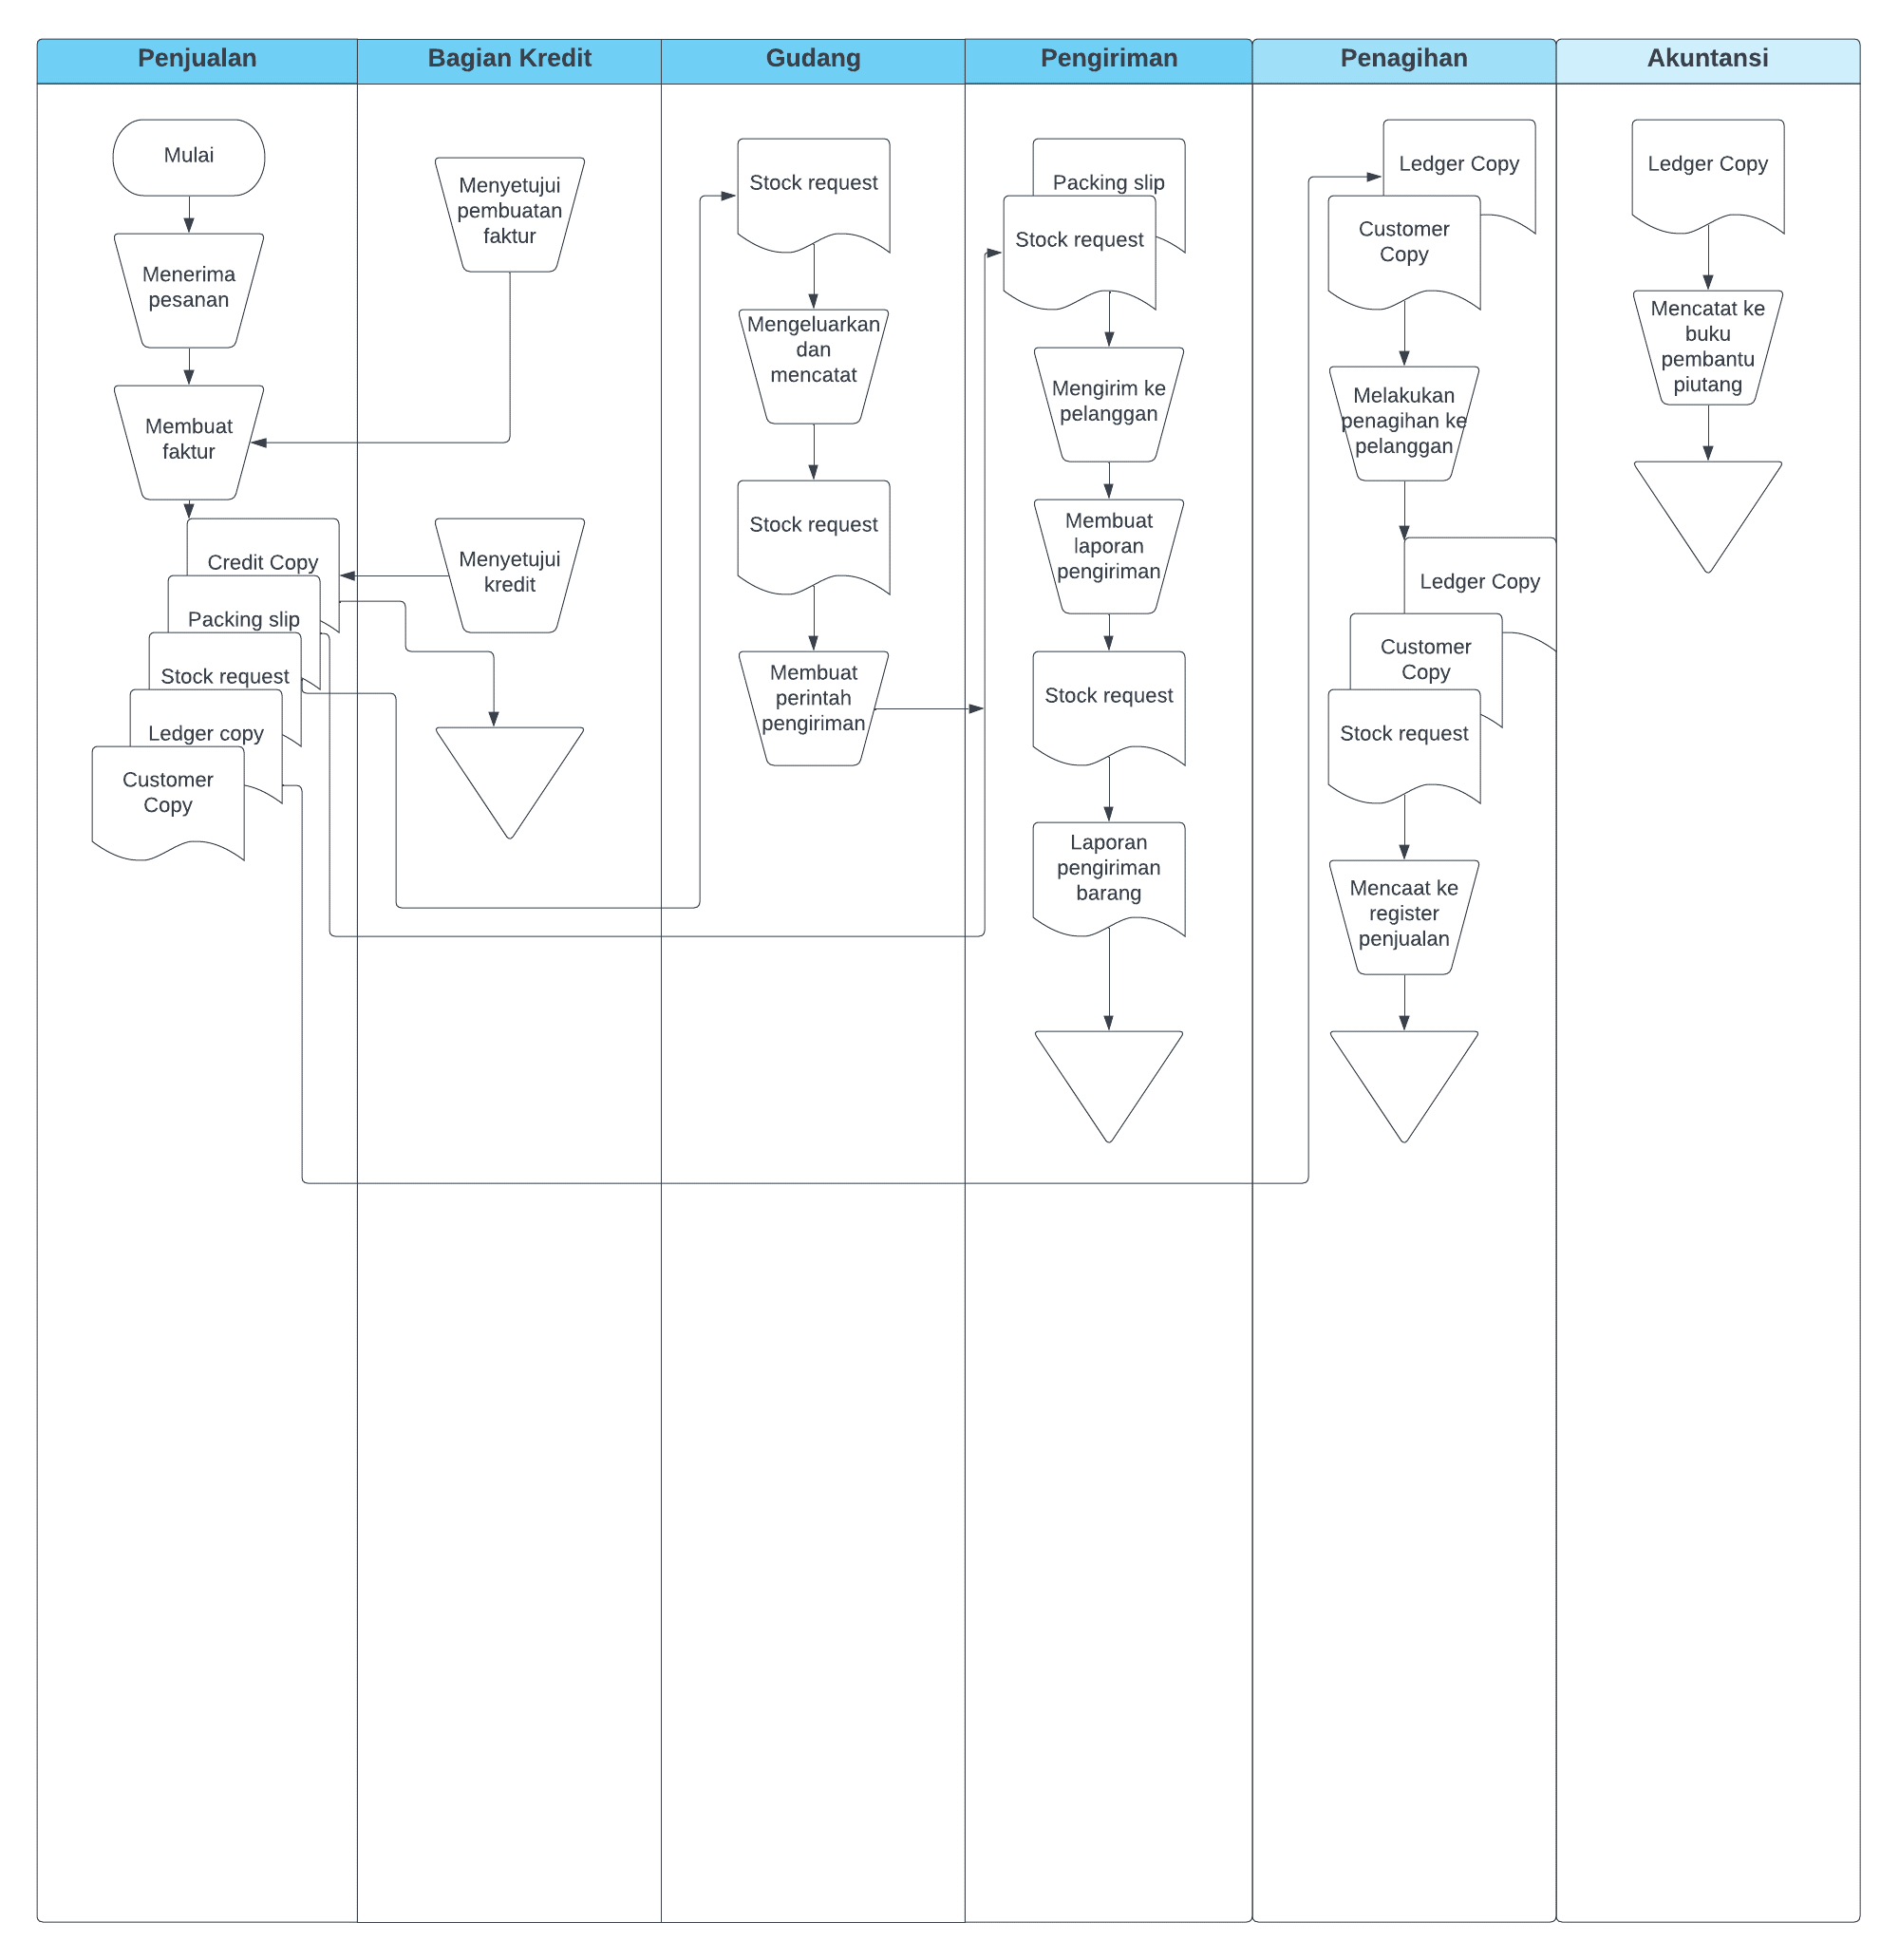 Penjualan
Bagian Kredit
Gudang
Pengiriman
Penagihan
Akuntansi
Mulai
Menerima
pesanan
Membuat
faktur
Credit Copy
Packing slip
Stock request
Ledger copy
Customer
Copy
Menyetujui
pembuatan
faktur
Menyetujui
kredit
Stock request
Mengeluarkan
dan
mencatat
Stock request
Membuat
perintah
pengiriman
Packing slip
Stock request
Mengirim ke
pelanggan
Membuat
laporan
pengiriman
Stock request
Laporan
pengiriman
barang
Ledger Copy
Customer
Copy
Melakukan
penagihan ke
pelanggan
Ledger Copy
Customer
Copy
Stock request
Mencaat ke
register
penjualan
Ledger Copy
Mencatat ke
buku
pembantu
piutang